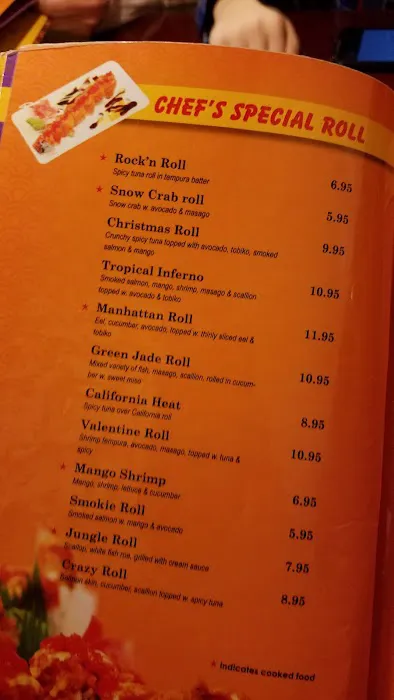 CHEF'S SPECIAL ROLL
* Rock'n Roll 6.95
Spicy tuna roll in tempura batter
* Snow Crab roll 5.95
Snow crab w. avocado & masago
Christmas Roll 9.95
Crunchy spicy tuna topped with avocado, tobiko, smoked
salmon & mango
Tropical Inferno 10.95
Smoked salmon, mango, shrimp, masago & scallion
topped w. avocado & tobiko
* Manhattan Roll 11.95
Eel, cucumber, avocado, topped w. thinly sliced eel &
tobiko
Green Jade Roll 10.95
Mixed variety of fish, masago, scallion, rolled in cucum-
ber w. sweet miso
California Heat 8.95
Spicy tuna over California roll
Valentine Roll 10.95
Shrimp tempura, avocado, masago, topped w. tuna &
spicy
* Mango Shrimp 6.95
Mango, shrimp, lettuce & cucumber
Smokie Roll 5.95
Smoked salmon w. mango & avocado
* Jungle Roll 7.95
Scallop, white fish roe, grilled with cream sauce
Crazy Roll 8.95
Salmon skin, cucumber, scallion topped w. spicy tuna
* Indicates cooked food